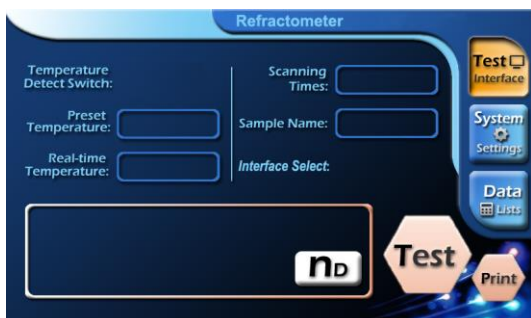 Refractometer
Temperature
Detect Switch:
Preset
Temperature:
Real-time
Temperature:
Scanning
Times:
Sample Name:
Interface Select:
nD
Test
Print
Test
Interface
System
Settings
Data
Lists